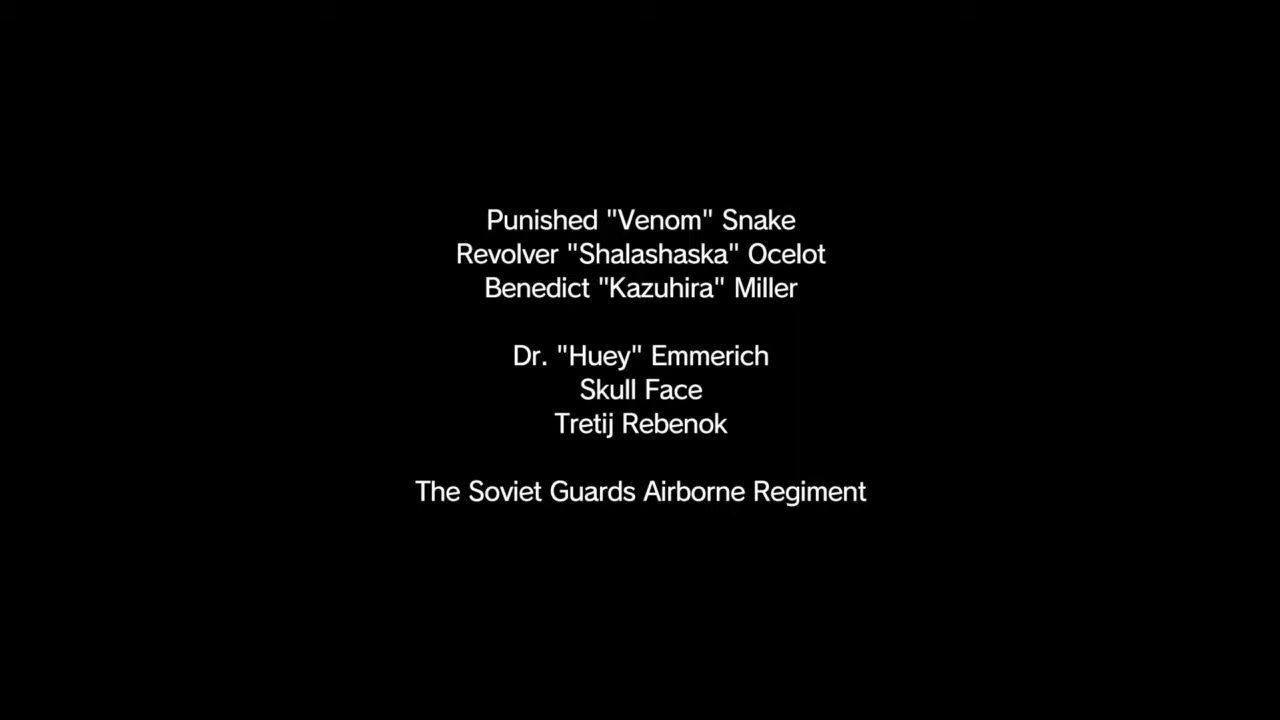 Punished "Venom" Snake
Revolver "Shalashaska" Ocelot
Benedict "Kazuhira" Miller
Dr. "Huey" Emmerich
Skull Face
Tretij Rebenok
The Soviet Guards Airborne Regiment